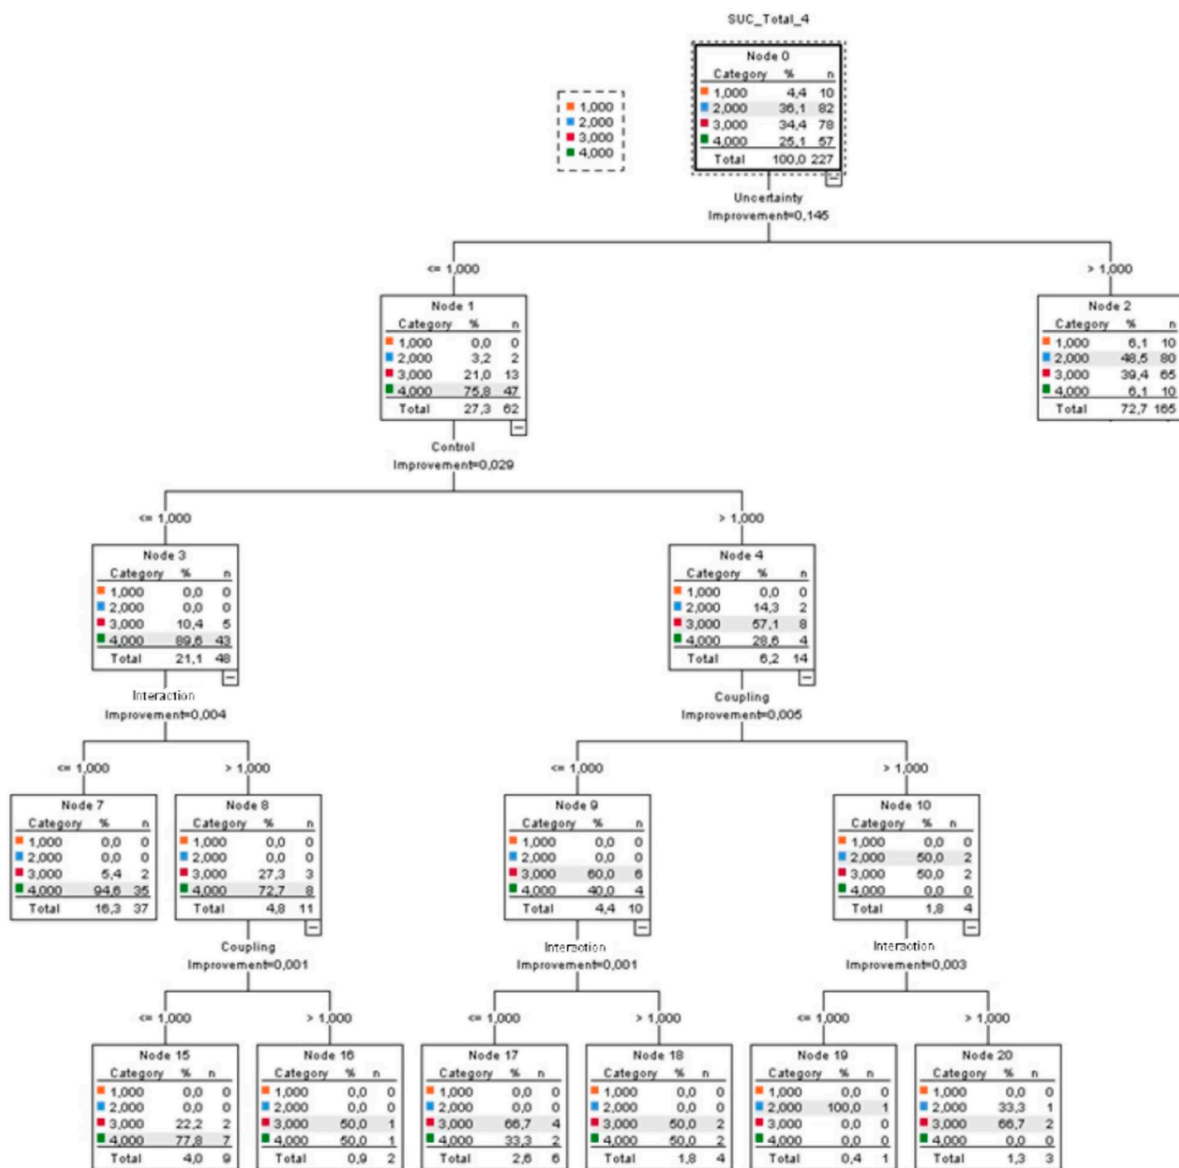 SUC_Total_4
Node 0
Category % n
1,000 4,4 10
2,000 36,1 82
3,000 34,4 78
4,000 25,1 57
Total 100,0 227
1,000
2,000
3,000
4,000
Uncertainty
Improvement=0,145
<= 1,000
> 1,000
Node 1
Category % n
1,000 0,0 0
2,000 3,2 2
3,000 21,0 13
4,000 75,8 47
Total 27,3 62
Node 2
Category % n
1,000 6,1 10
2,000 48,5 80
3,000 39,4 65
4,000 6,1 10
Total 72,7 165
Control
Improvement=0,029
<= 1,000
> 1,000
Node 3
Category % n
1,000 0,0 0
2,000 0,0 0
3,000 10,4 5
4,000 89,6 43
Total 21,1 48
Node 4
Category % n
1,000 0,0 0
2,000 14,3 2
3,000 57,1 8
4,000 28,6 4
Total 6,2 14
Interaction
Improvement=0,004
Coupling
Improvement=0,005
<= 1,000
> 1,000
<= 1,000
> 1,000
Node 7
Category % n
1,000 0,0 0
2,000 0,0 0
3,000 5,4 2
4,000 94,6 35
Total 16,3 37
Node 8
Category % n
1,000 0,0 0
2,000 0,0 0
3,000 27,3 3
4,000 72,7 8
Total 4,8 11
Node 9
Category % n
1,000 0,0 0
2,000 0,0 0
3,000 60,0 6
4,000 40,0 4
Total 4,4 10
Node 10
Category % n
1,000 0,0 0
2,000 50,0 2
3,000 50,0 2
4,000 0,0 0
Total 1,8 4
Coupling
Improvement=0,001
Interaction
Improvement=0,001
Interaction
Improvement=0,003
<= 1,000
> 1,000
<= 1,000
> 1,000
<= 1,000
> 1,000
Node 15
Category % n
1,000 0,0 0
2,000 0,0 0
3,000 22,2 2
4,000 77,8 7
Total 4,0 9
Node 16
Category % n
1,000 0,0 0
2,000 0,0 0
3,000 50,0 1
4,000 50,0 1
Total 0,9 2
Node 17
Category % n
1,000 0,0 0
2,000 0,0 0
3,000 66,7 4
4,000 33,3 2
Total 2,6 6
Node 18
Category % n
1,000 0,0 0
2,000 0,0 0
3,000 50,0 2
4,000 50,0 2
Total 1,8 4
Node 19
Category % n
1,000 0,0 0
2,000 100,0 1
3,000 0,0 0
4,000 0,0 0
Total 0,4 1
Node 20
Category % n
1,000 0,0 0
2,000 33,3 1
3,000 66,7 2
4,000 0,0 0
Total 1,3 3